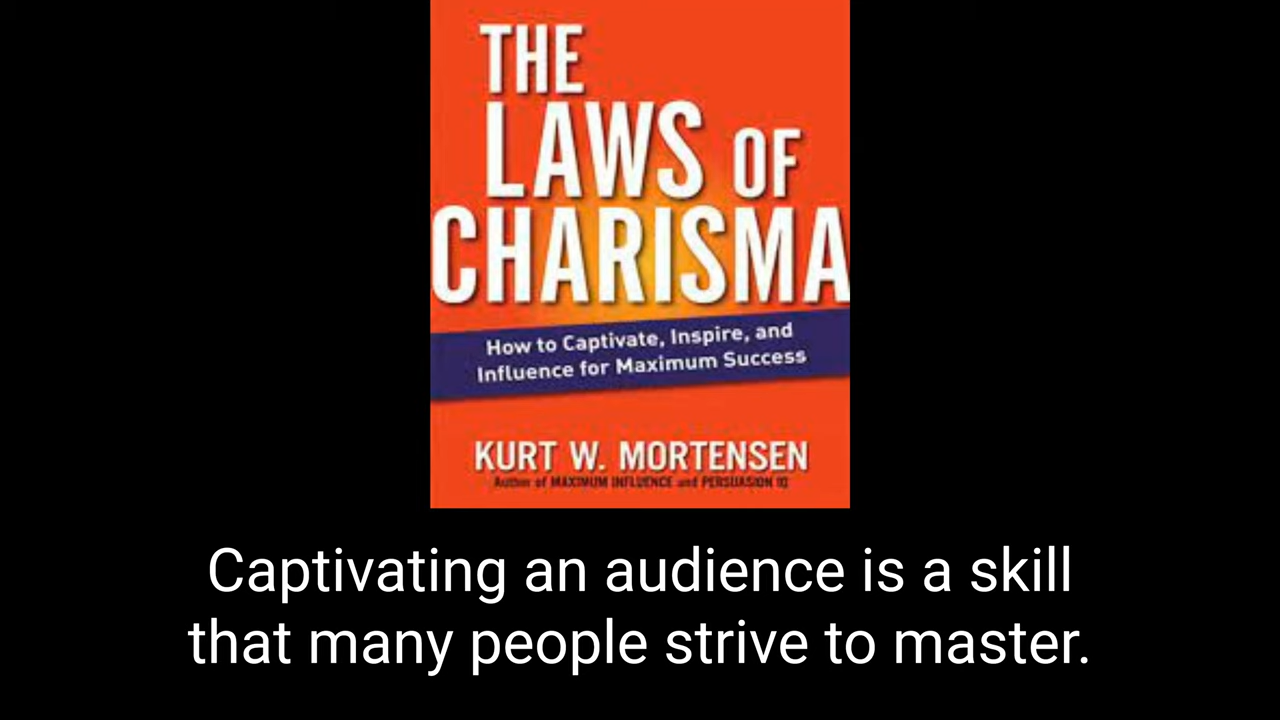 THE
LAWS OF
CHARISMA
How to Captivate, Inspire, and
Influence for Maximum Success
KURT W. MORTENSEN
Author of MAXIMUM INFLUENCE and PERSUASION IQ
Captivating an audience is a skill
that many people strive to master.